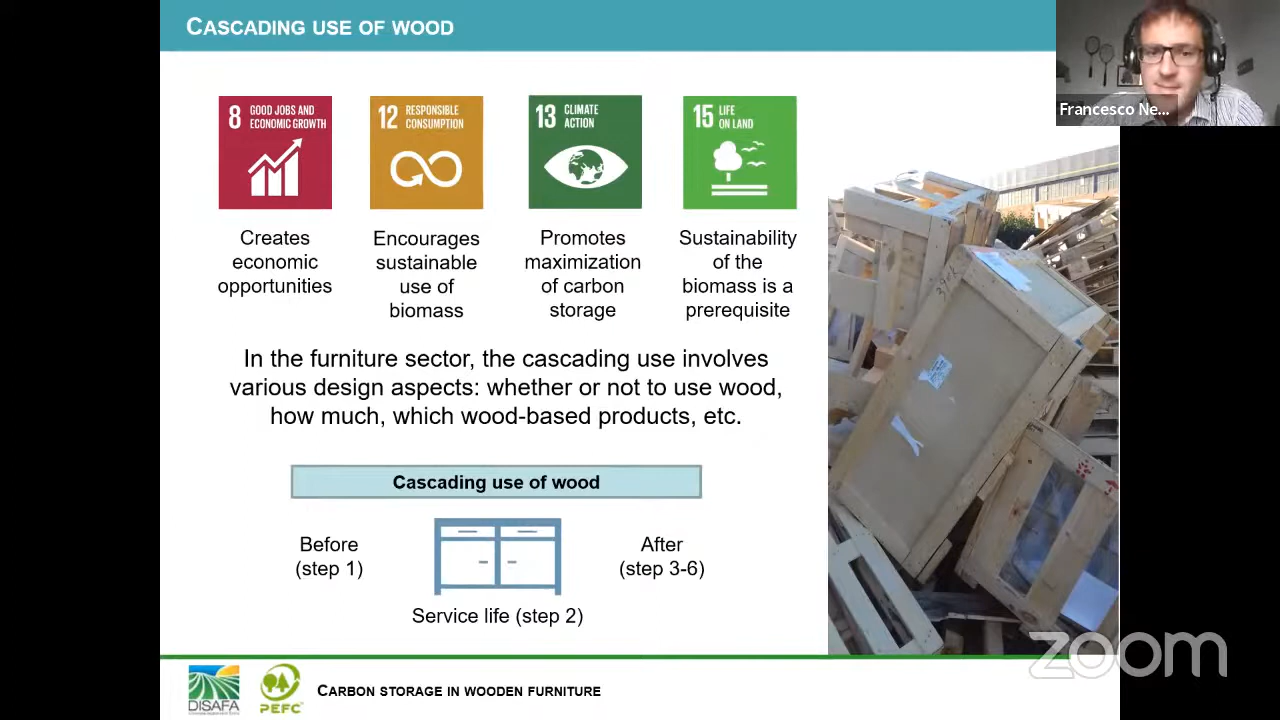 CASCADING USE OF WOOD
Francesco Ne...
8 GOOD JOBS AND
ECONOMIC GROWTH
12 RESPONSIBLE
CONSUMPTION
13 CLIMATE
ACTION
15 LIFE
ON LAND
Creates
economic
opportunities
Encourages
sustainable
use of
biomass
Promotes
maximization
of carbon
storage
Sustainability
of the
biomass is a
prerequisite
In the furniture sector, the cascading use involves
various design aspects: whether or not to use wood,
how much, which wood-based products, etc.
Cascading use of wood
Before
(step 1)
After
(step 3-6)
Service life (step 2)
zoom
DISAFA
PEFC
CARBON STORAGE IN WOODEN FURNITURE